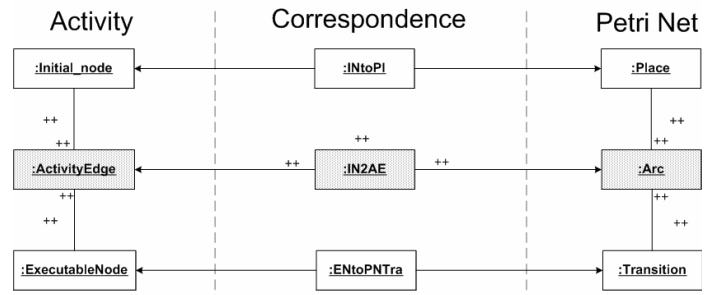 Activity Correspondence Petri Net
:Initial_node :INtoPl :Place
++ ++
++ ++ ++
:ActivityEdge ++ :IN2AE ++ :Arc
++ ++
++ ++
:ExecutableNode :ENtoPNTra :Transition